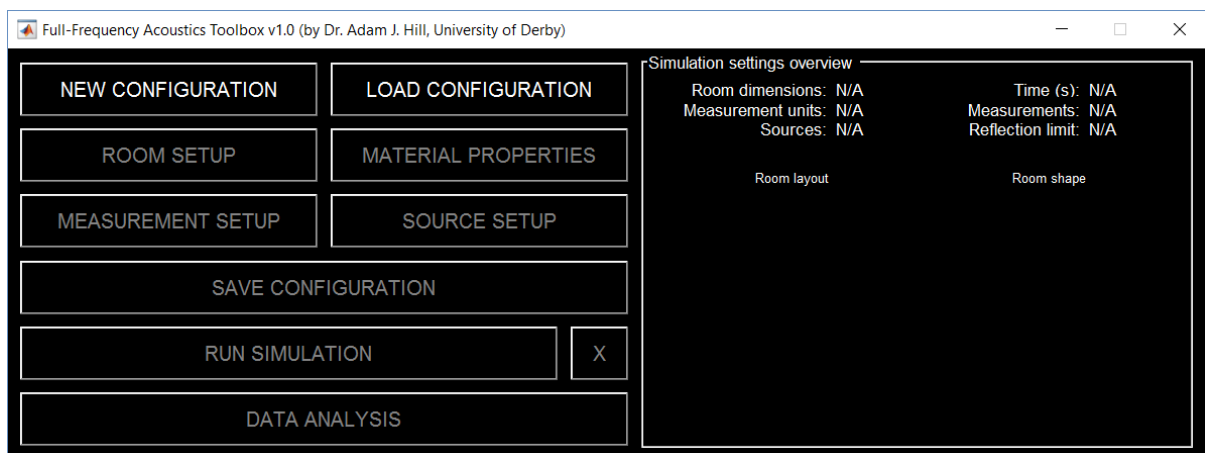 Full-Frequency Acoustics Toolbox v1.0 (by Dr. Adam J. Hill, University of Derby)
NEW CONFIGURATION
LOAD CONFIGURATION
ROOM SETUP
MATERIAL PROPERTIES
MEASUREMENT SETUP
SOURCE SETUP
SAVE CONFIGURATION
RUN SIMULATION
X
DATA ANALYSIS
Simulation settings overview
Room dimensions: N/A
Time (s): N/A
Measurement units: N/A
Measurements: N/A
Sources: N/A
Reflection limit: N/A
Room layout
Room shape